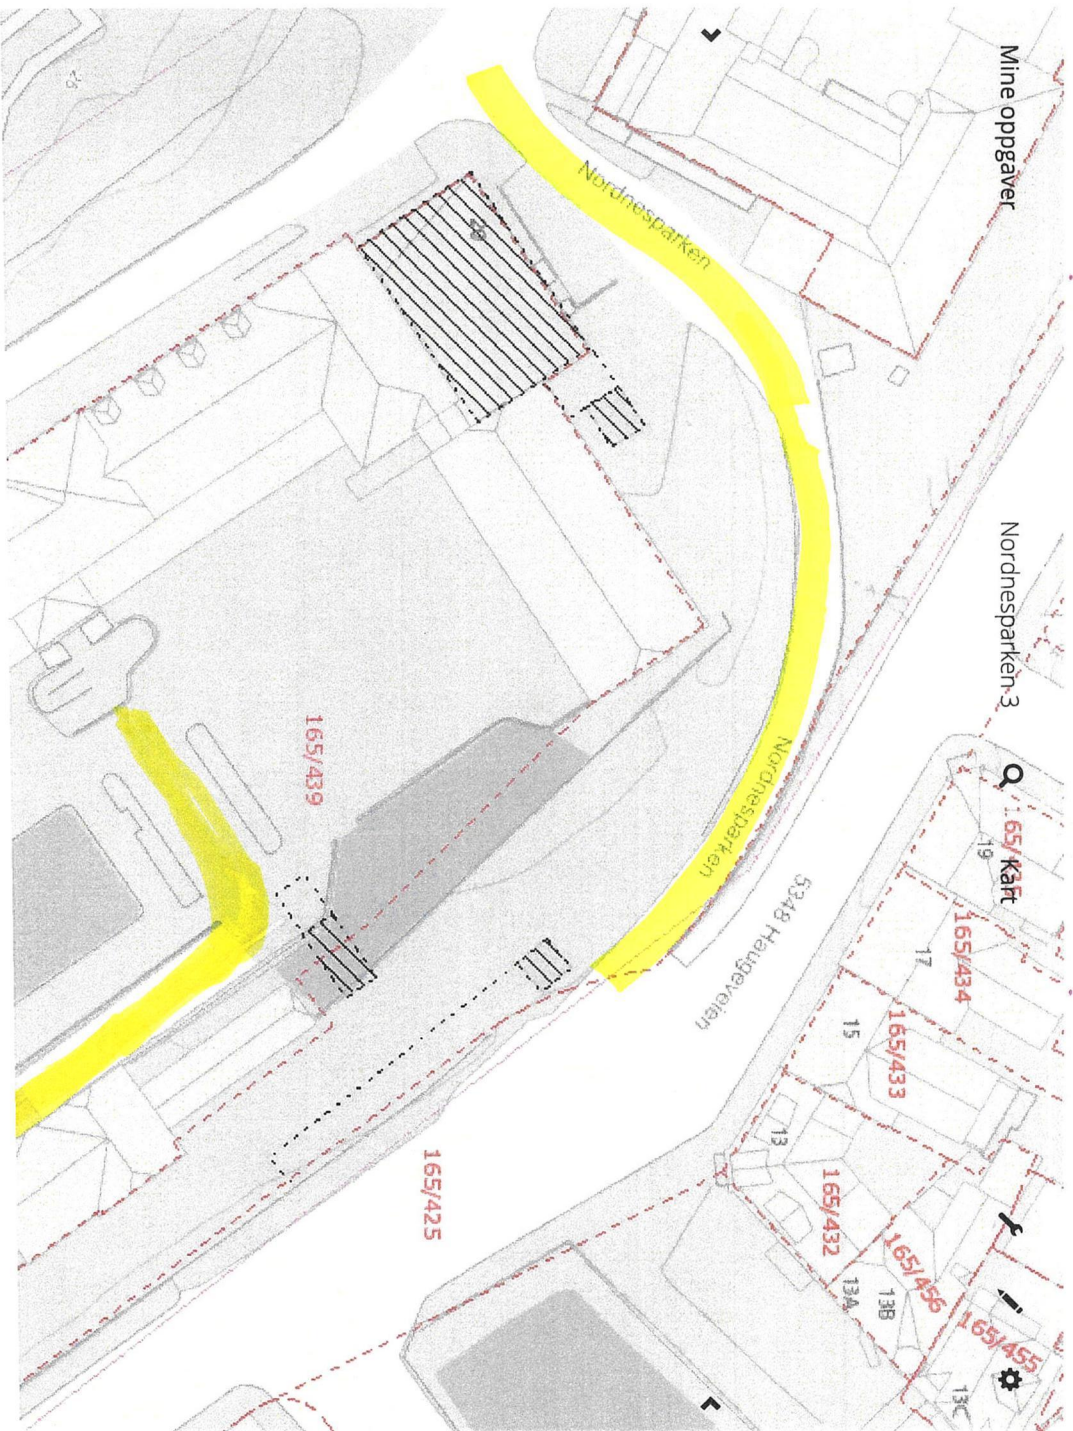 Mine oppgaver
Nordnesparken 3
Kart
Nordnesparken
Nordnesparken
5348 Haugeveien
165/439
165/425
165/434
165/433
165/432
165/456
165/455
19
17
15
13
13A
13B
13C